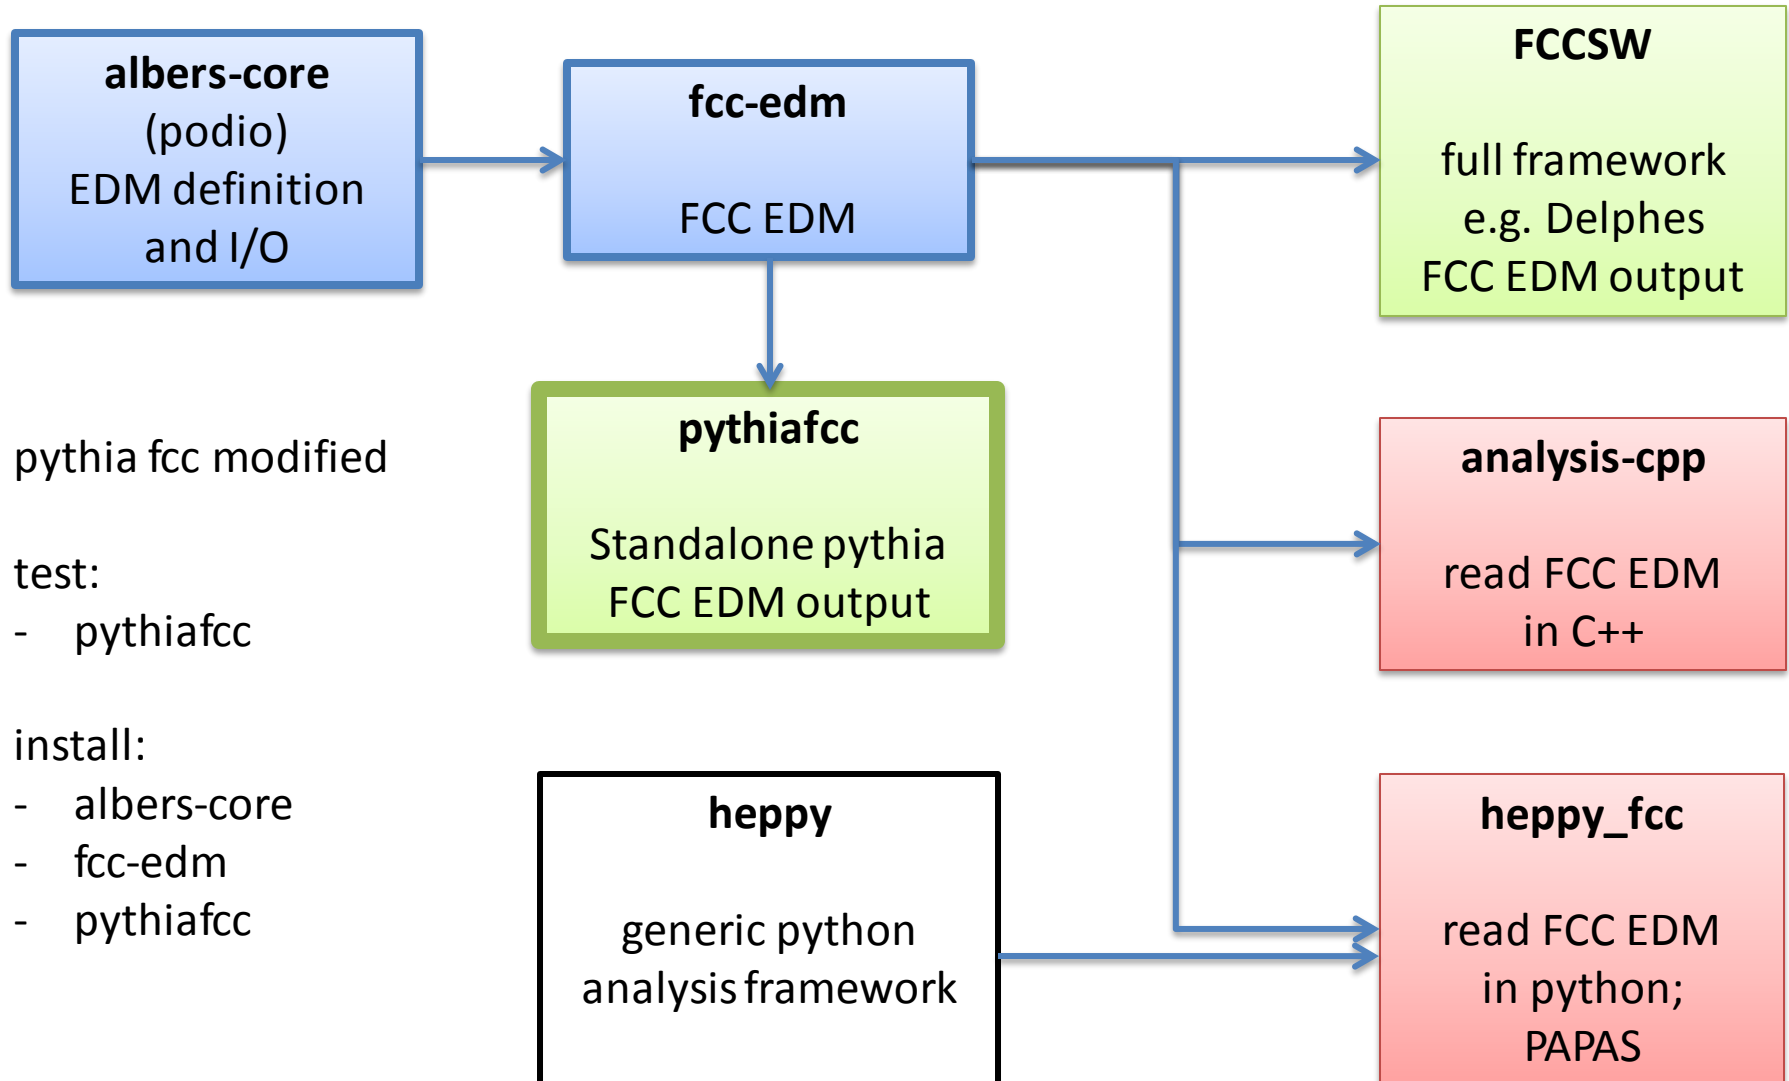 albers-core
(podio)
EDM definition
and I/O
fcc-edm
FCC EDM
FCCSW
full framework
e.g. Delphes
FCC EDM output
pythia fcc modified
test:
- pythiafcc
install:
- albers-core
- fcc-edm
- pythiafcc
pythiafcc
Standalone pythia
FCC EDM output
analysis-cpp
read FCC EDM
in C++
heppy
generic python
analysis framework
heppy_fcc
read FCC EDM
in python;
PAPAS